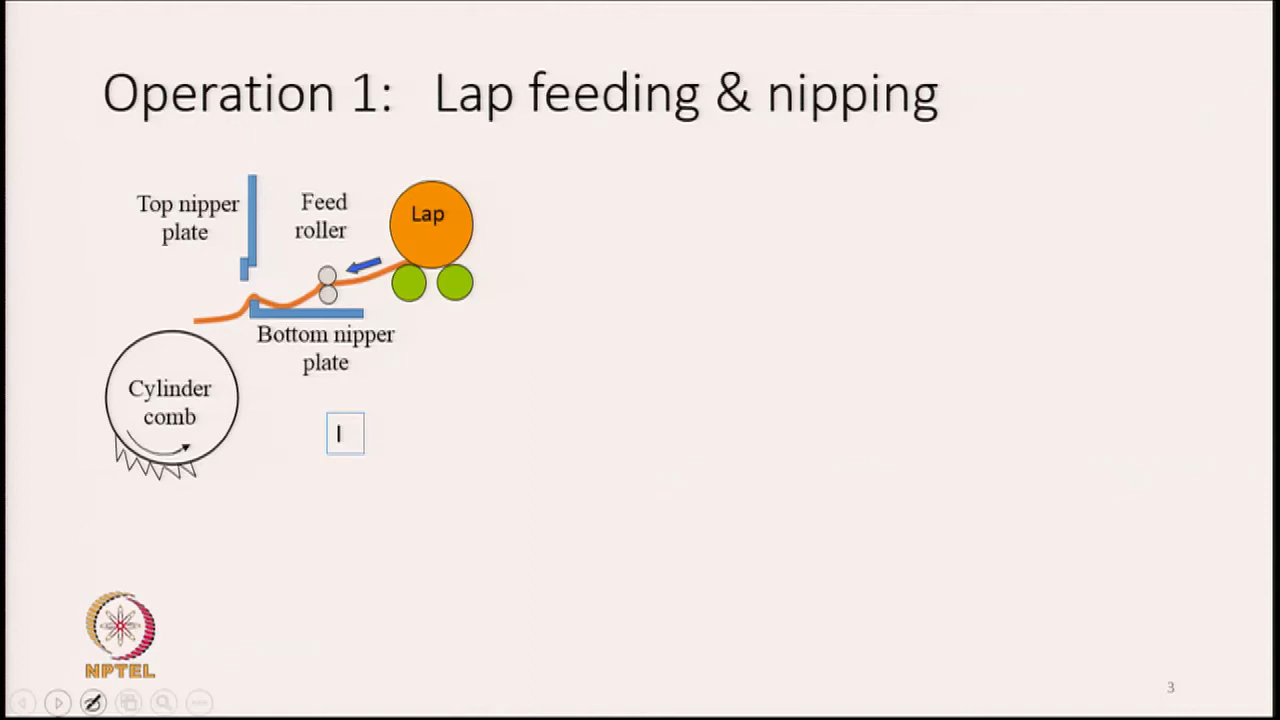 Operation 1: Lap feeding & nipping
Top nipper
plate
Feed
roller
Lap
Bottom nipper
plate
Cylinder
comb
I
NPTEL
3